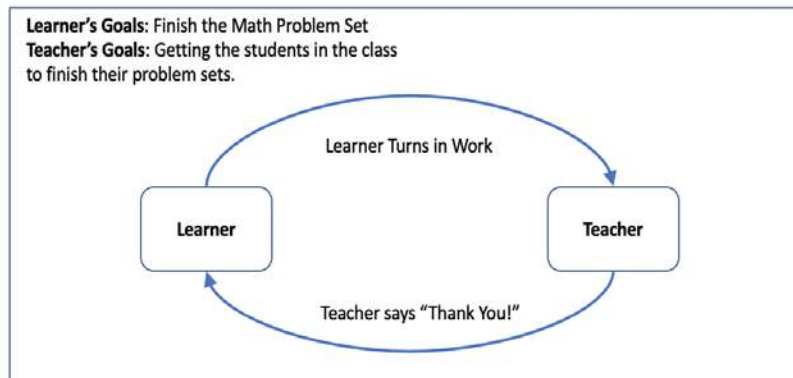 Learner’s Goals: Finish the Math Problem Set
Teacher’s Goals: Getting the students in the class
to finish their problem sets.
Learner Turns in Work
Learner
Teacher
Teacher says “Thank You!”